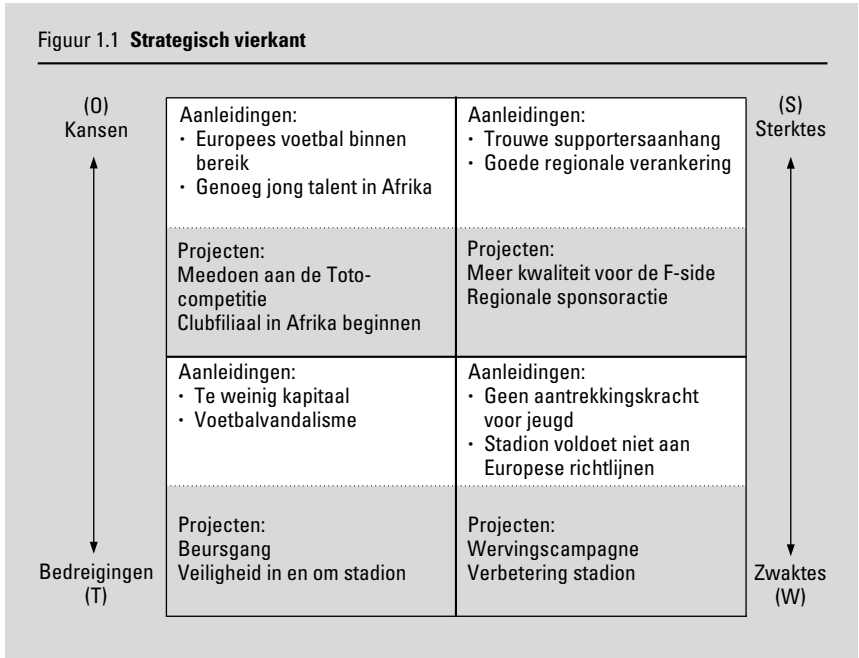 Figuur 1.1 Strategisch vierkant
(O)
Kansen
Aanleidingen:
· Europees voetbal binnen
bereik
· Genoeg jong talent in Afrika
Projecten:
Meedoen aan de Toto-
competitie
Clubfiliaal in Afrika beginnen
Aanleidingen:
· Trouwe supportersaanhang
· Goede regionale verankering
Projecten:
Meer kwaliteit voor de F-side
Regionale sponsoractie
(S)
Sterktes
Aanleidingen:
· Te weinig kapitaal
· Voetbalvandalisme
Projecten:
Beursgang
Veiligheid in en om stadion
Aanleidingen:
· Geen aantrekkingskracht
voor jeugd
· Stadion voldoet niet aan
Europese richtlijnen
Projecten:
Wervingscampagne
Verbetering stadion
Bedreigingen
(T)
Zwaktes
(W)